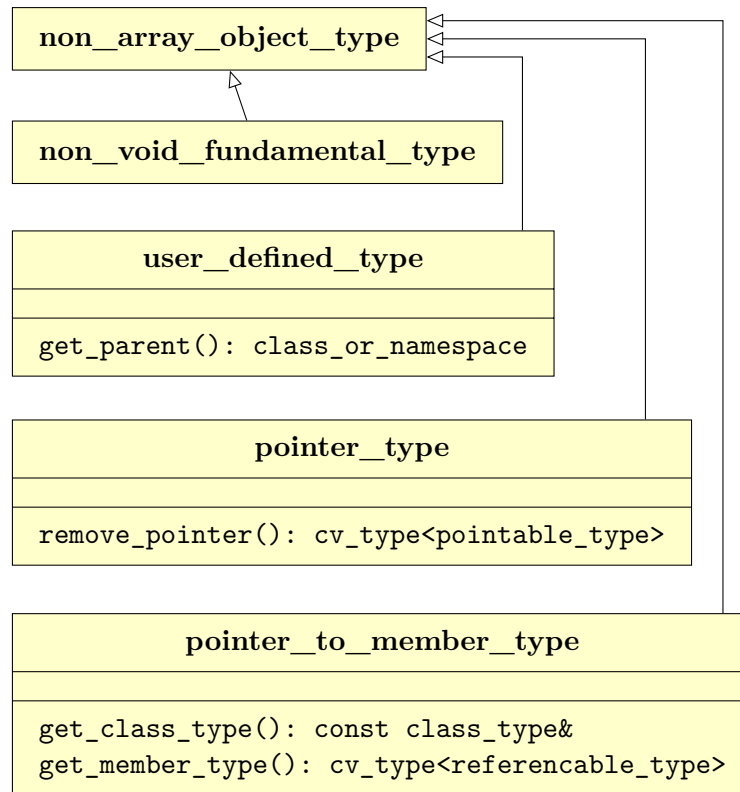 non_array_object_type
non_void_fundamental_type
user_defined_type
get_parent(): class_or_namespace
pointer_type
remove_pointer(): cv_type<pointable_type>
pointer_to_member_type
get_class_type(): const class_type&
get_member_type(): cv_type<referencable_type>